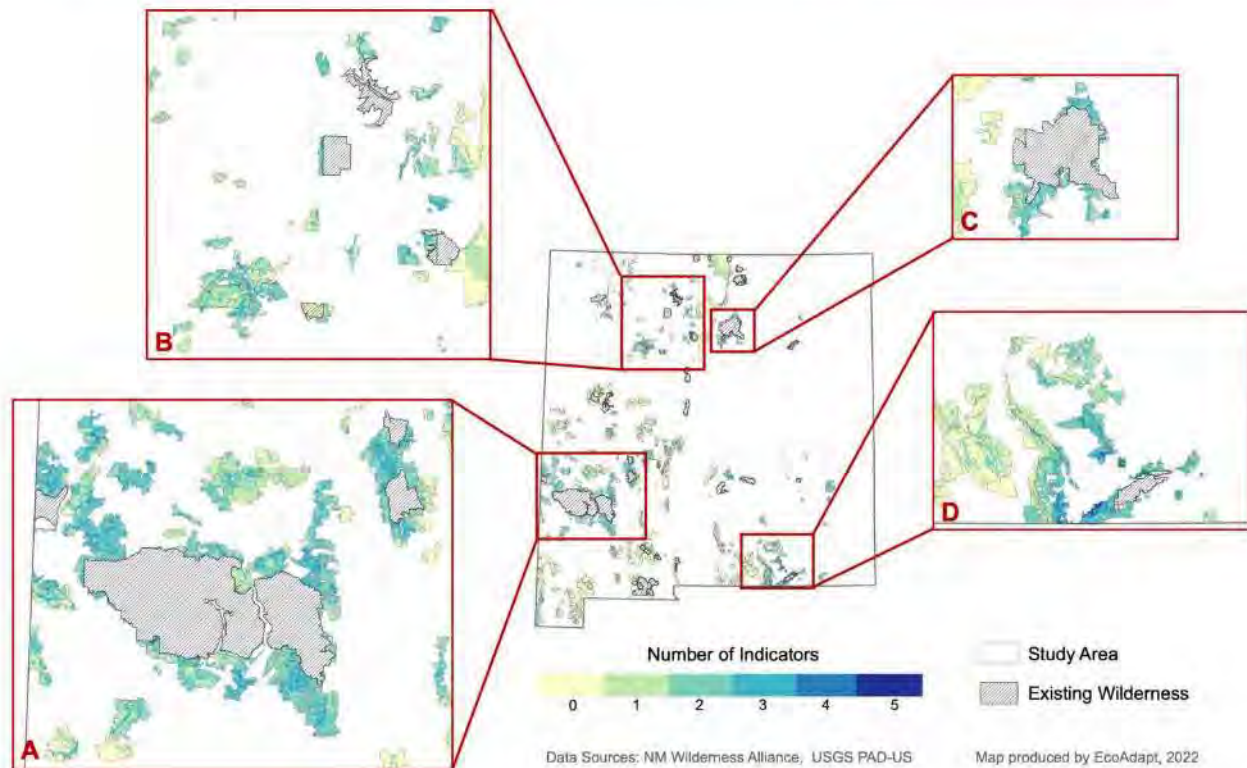 B
C
A
D
Number of Indicators
0 1 2 3 4 5
Study Area
Existing Wilderness
Data Sources: NM Wilderness Alliance, USGS PAD-US
Map produced by EcoAdapt, 2022